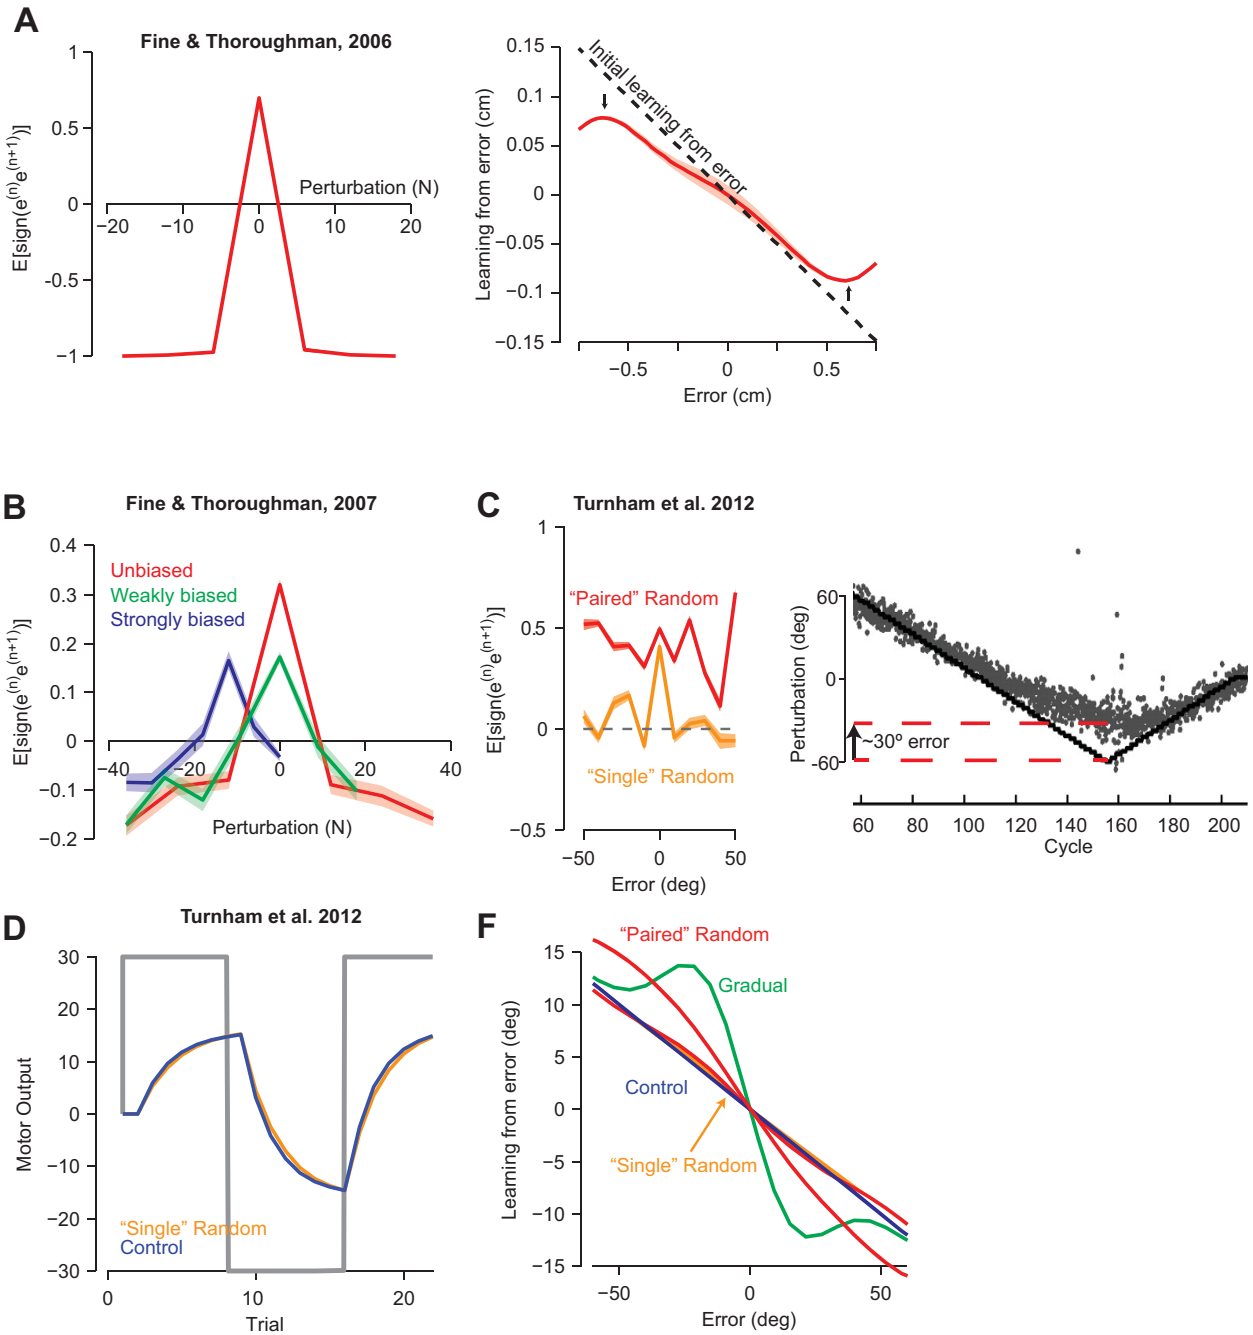 A
Fine & Thoroughman, 2006
1
0.5
0
-0.5
−1
E[sign(e(n)e(n+1))]
Perturbation (N)
−20
−10
0
10
20
0.15
0.1
0.05
0
−0.05
−0.1
−0.15
Learning from error (cm)
Initial learning from error
−0.5
0
0.5
Error (cm)
B
Fine & Thoroughman, 2007
0.4
0.3
0.2
0.1
0
−0.1
−0.2
E[sign(e(n)e(n+1))]
Unbiased
Weakly biased
Strongly biased
−40
−20
0
20
40
Perturbation (N)
C
Turnham et al. 2012
1
0.5
0
−0.5
E[sign(e(n)e(n+1))]
“Paired” Random
“Single” Random
−50
0
50
Error (deg)
60
0
-60
Perturbation (deg)
~30º error
60
80
100
120
140
160
180
200
Cycle
D
Turnham et al. 2012
30
20
10
0
−10
−20
−30
Motor Output
“Single” Random
Control
0
10
20
Trial
F
“Paired” Random
15
10
5
0
−5
−10
−15
Learning from error (deg)
Gradual
Control
“Single” Random
−50
0
50
Error (deg)